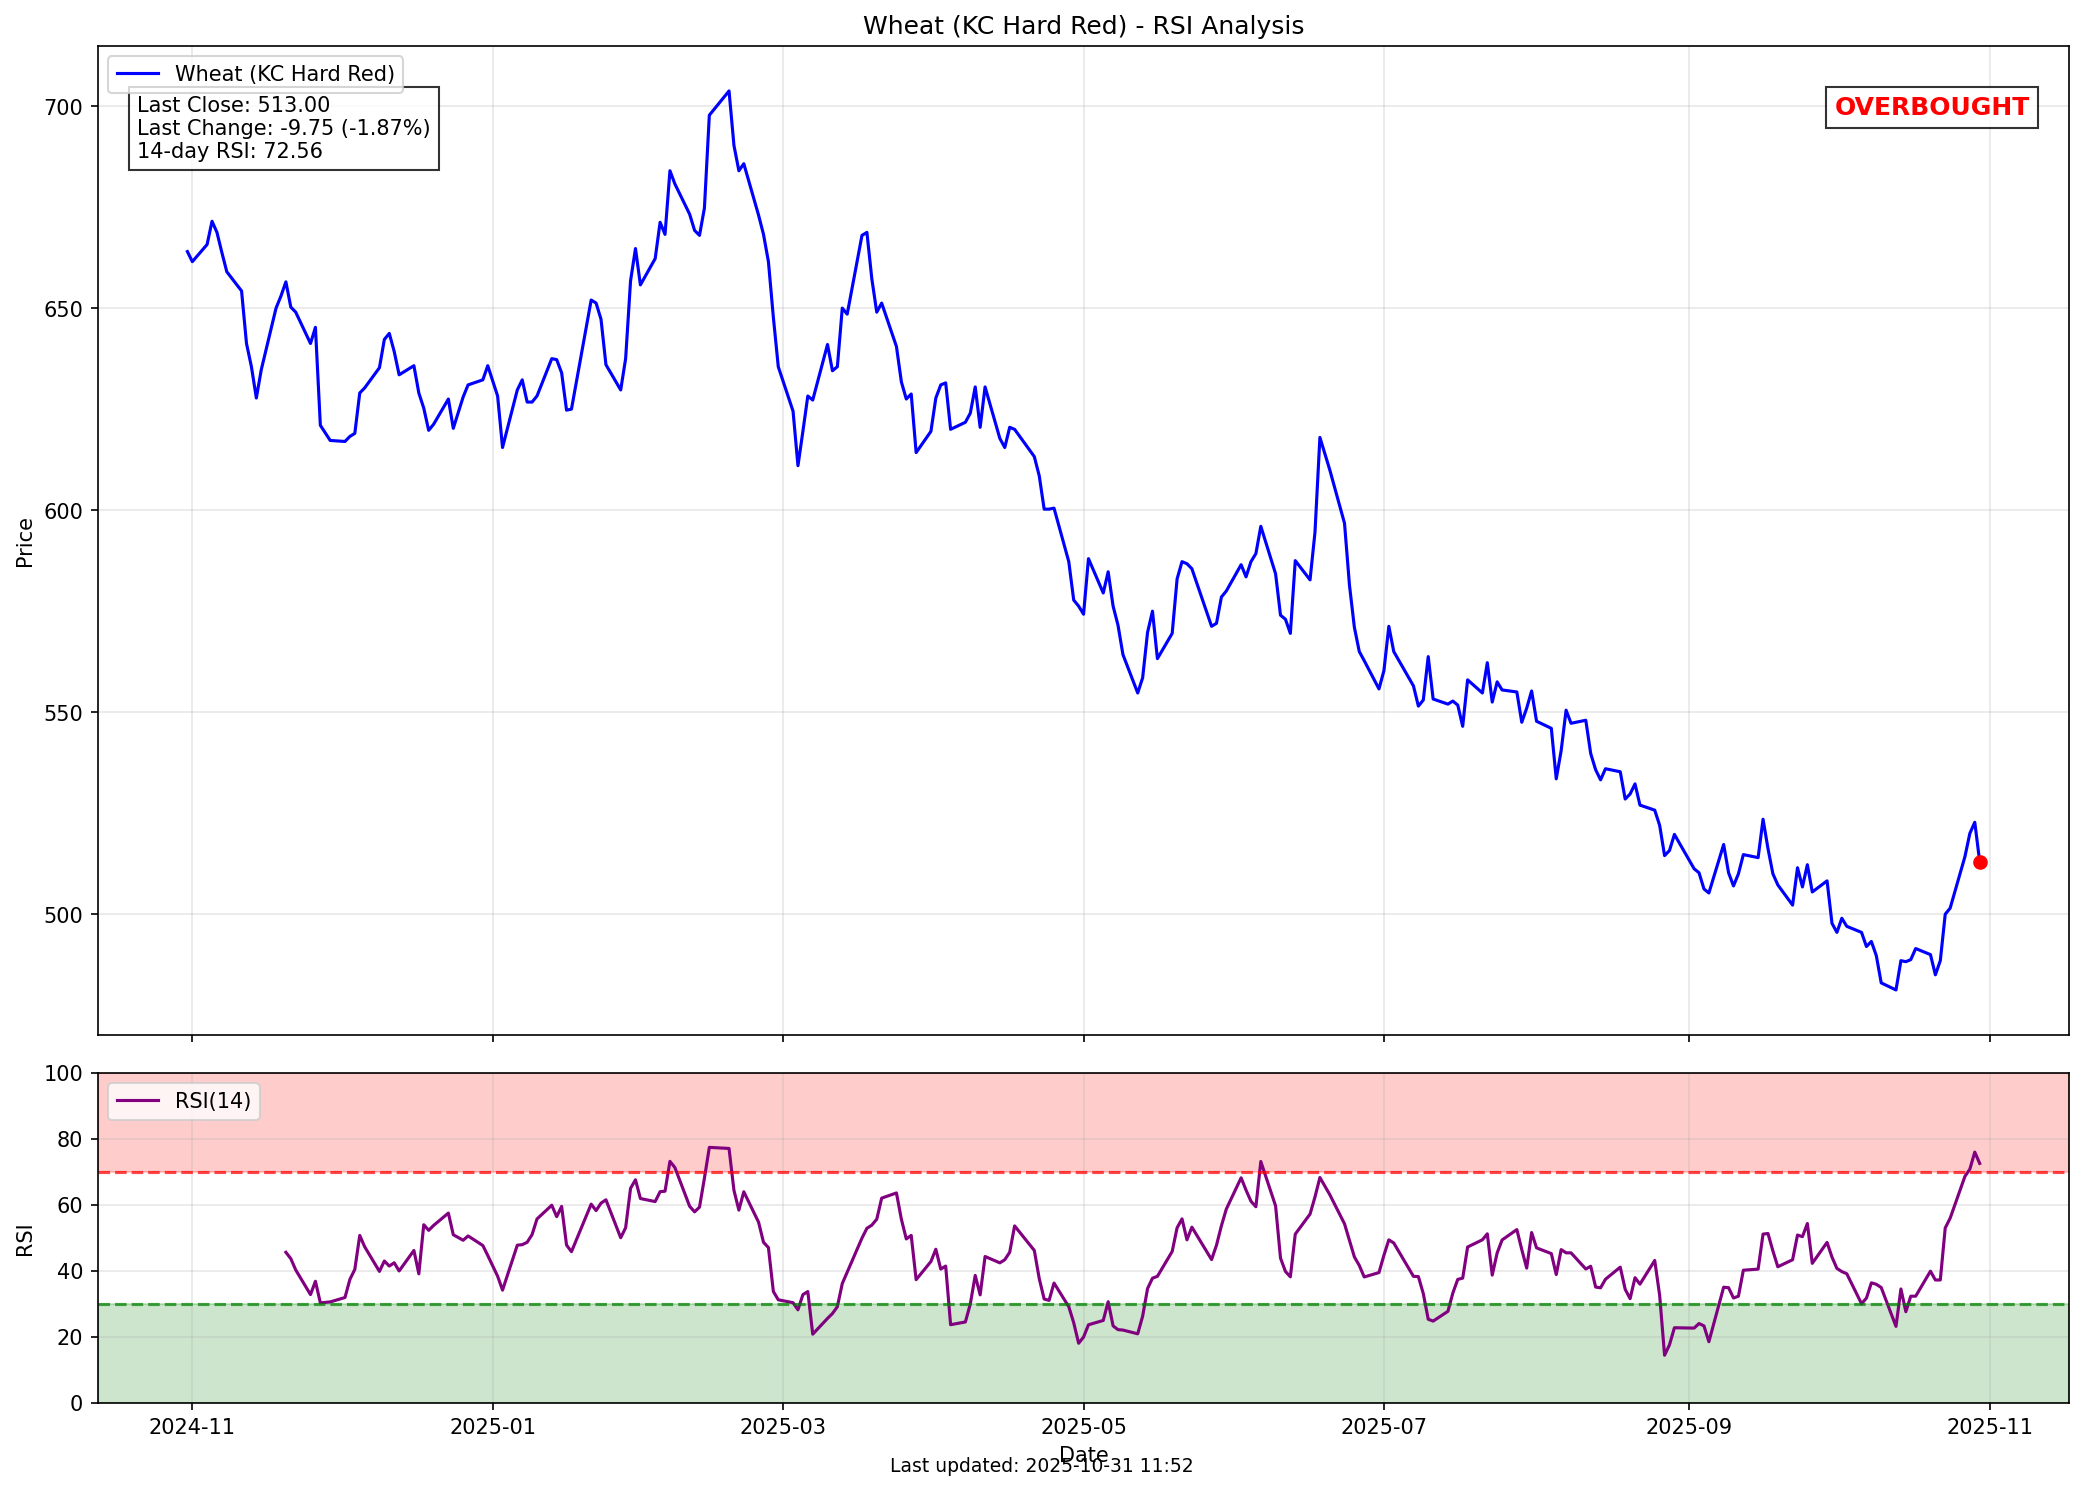 Wheat (KC Hard Red) - RSI Analysis
Wheat (KC Hard Red)
Last Close: 513.00
Last Change: -9.75 (-1.87%)
14-day RSI: 72.56
OVERBOUGHT
Price
700
650
600
550
500
RSI(14)
RSI
100
80
60
40
20
0
2024-11
2025-01
2025-03
2025-05
2025-07
2025-09
2025-11
Date
Last updated: 2025-10-31 11:52